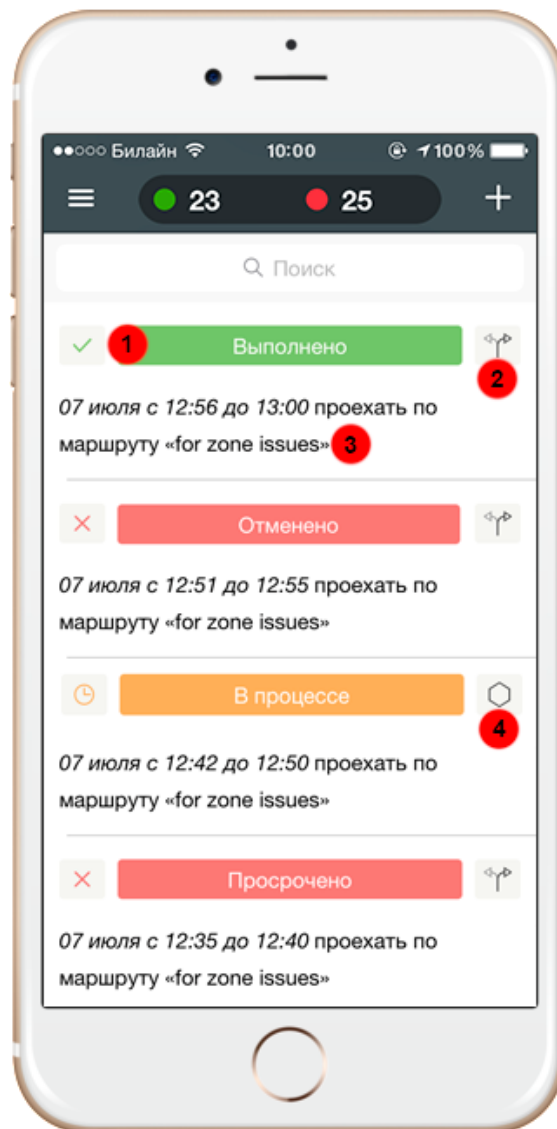 Билайн 10:00 100%
23 25
Поиск
1 Выполнено
2
07 июля с 12:56 до 13:00 проехать по
маршруту «for zone issues» 3
Отменено
07 июля с 12:51 до 12:55 проехать по
маршруту «for zone issues»
В процессе
4
07 июля с 12:42 до 12:50 проехать по
маршруту «for zone issues»
Просрочено
07 июля с 12:35 до 12:40 проехать по
маршруту «for zone issues»